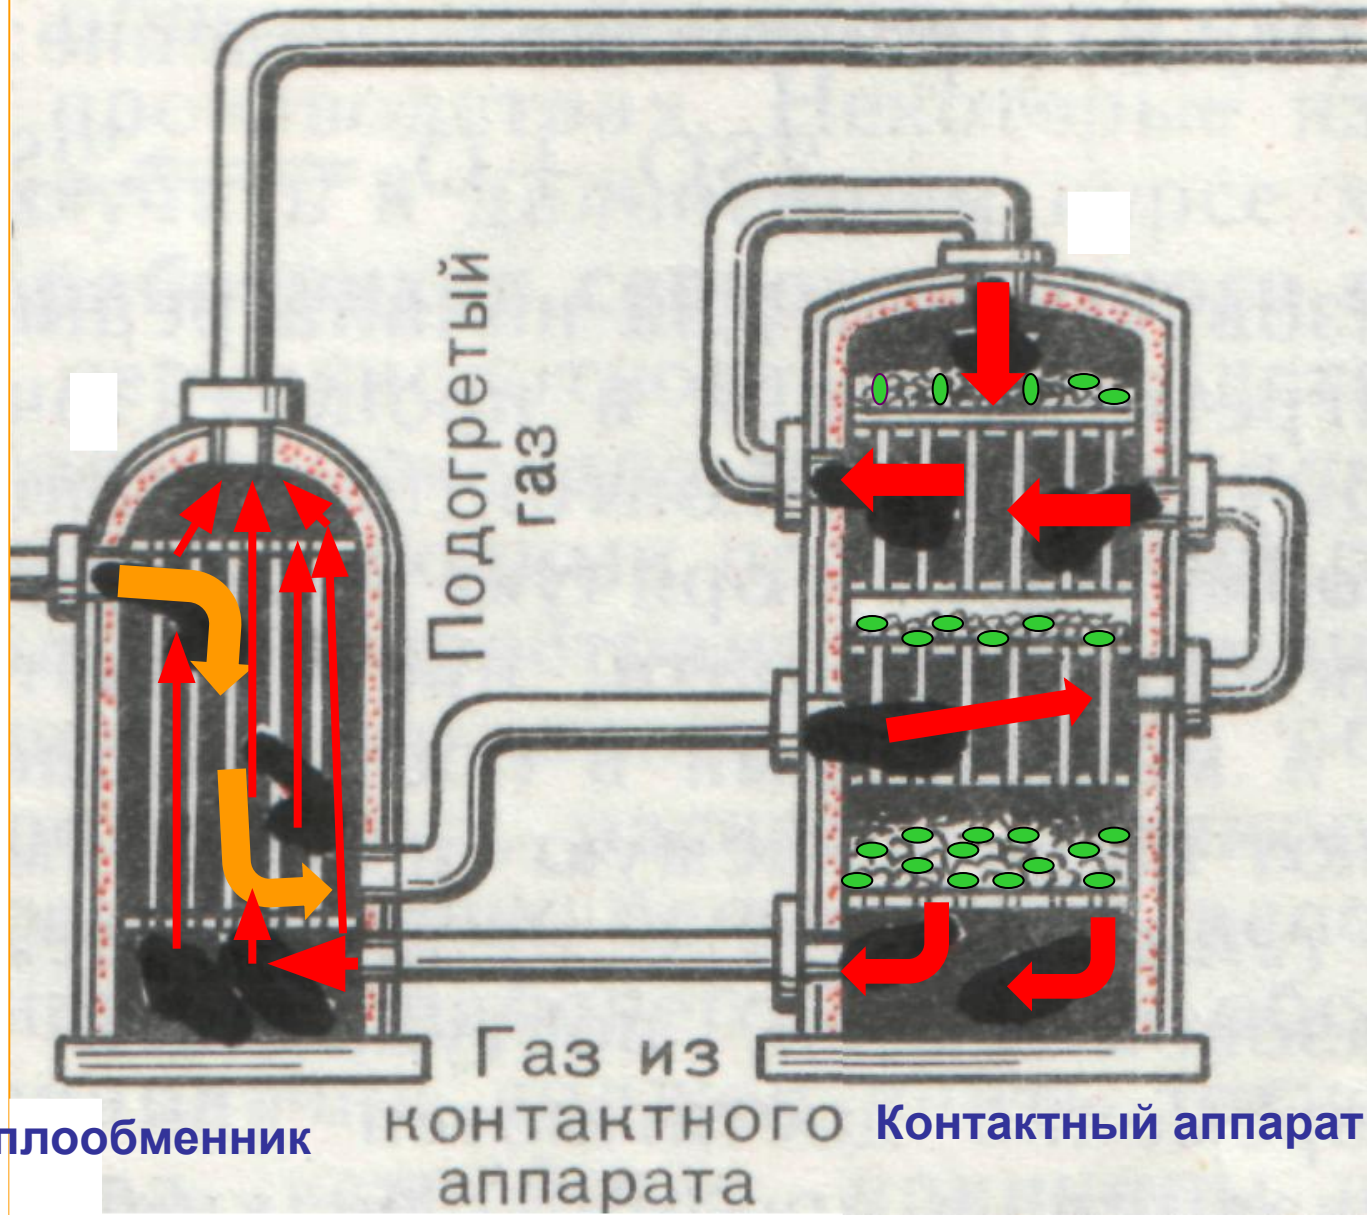 Подогретый
газ
Газ из
контактного
аппарата
плообменник
Контактный аппарат